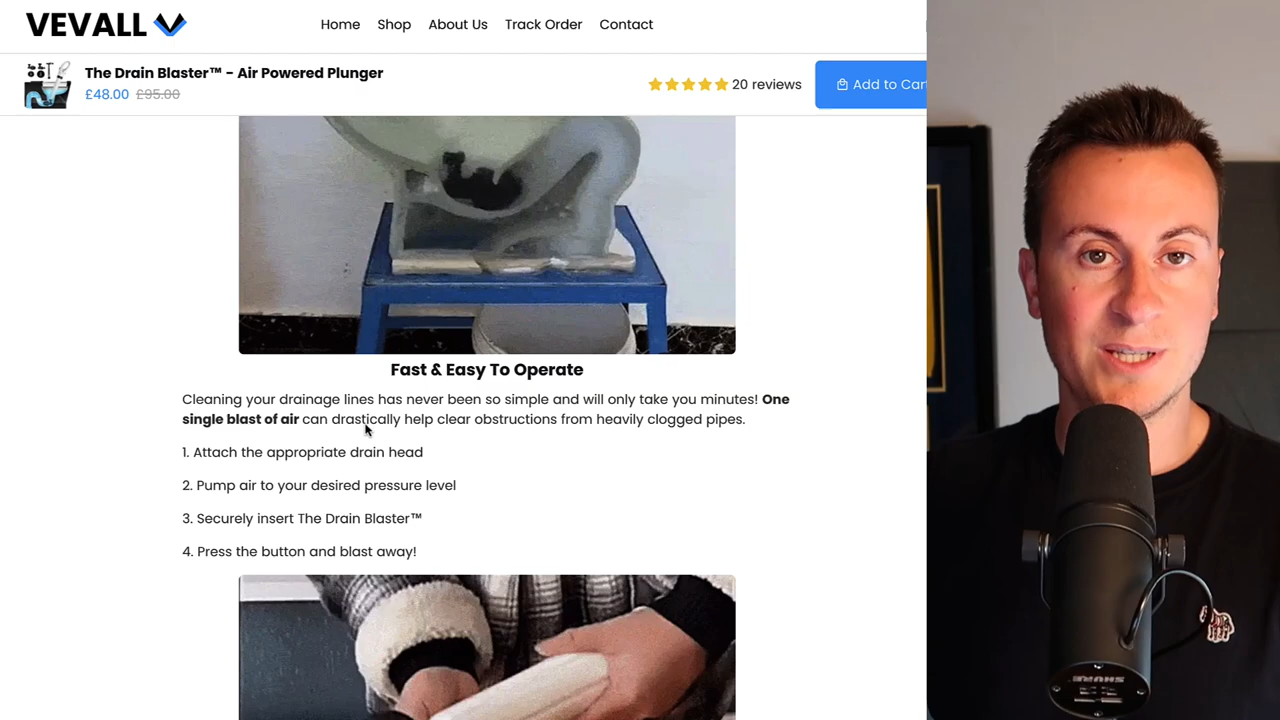 VEVALL
Home Shop About Us Track Order Contact
The Drain Blaster™ - Air Powered Plunger
£48.00 £95.00
20 reviews
Add to Car
Fast & Easy To Operate
Cleaning your drainage lines has never been so simple and will only take you minutes! One
single blast of air can drastically help clear obstructions from heavily clogged pipes.
1. Attach the appropriate drain head
2. Pump air to your desired pressure level
3. Securely insert The Drain Blaster™
4. Press the button and blast away!